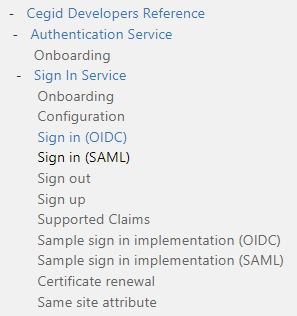 - Cegid Developers Reference
- Authentication Service
Onboarding
- Sign In Service
Onboarding
Configuration
Sign in (OIDC)
Sign in (SAML)
Sign out
Sign up
Supported Claims
Sample sign in implementation (OIDC)
Sample sign in implementation (SAML)
Certificate renewal
Same site attribute